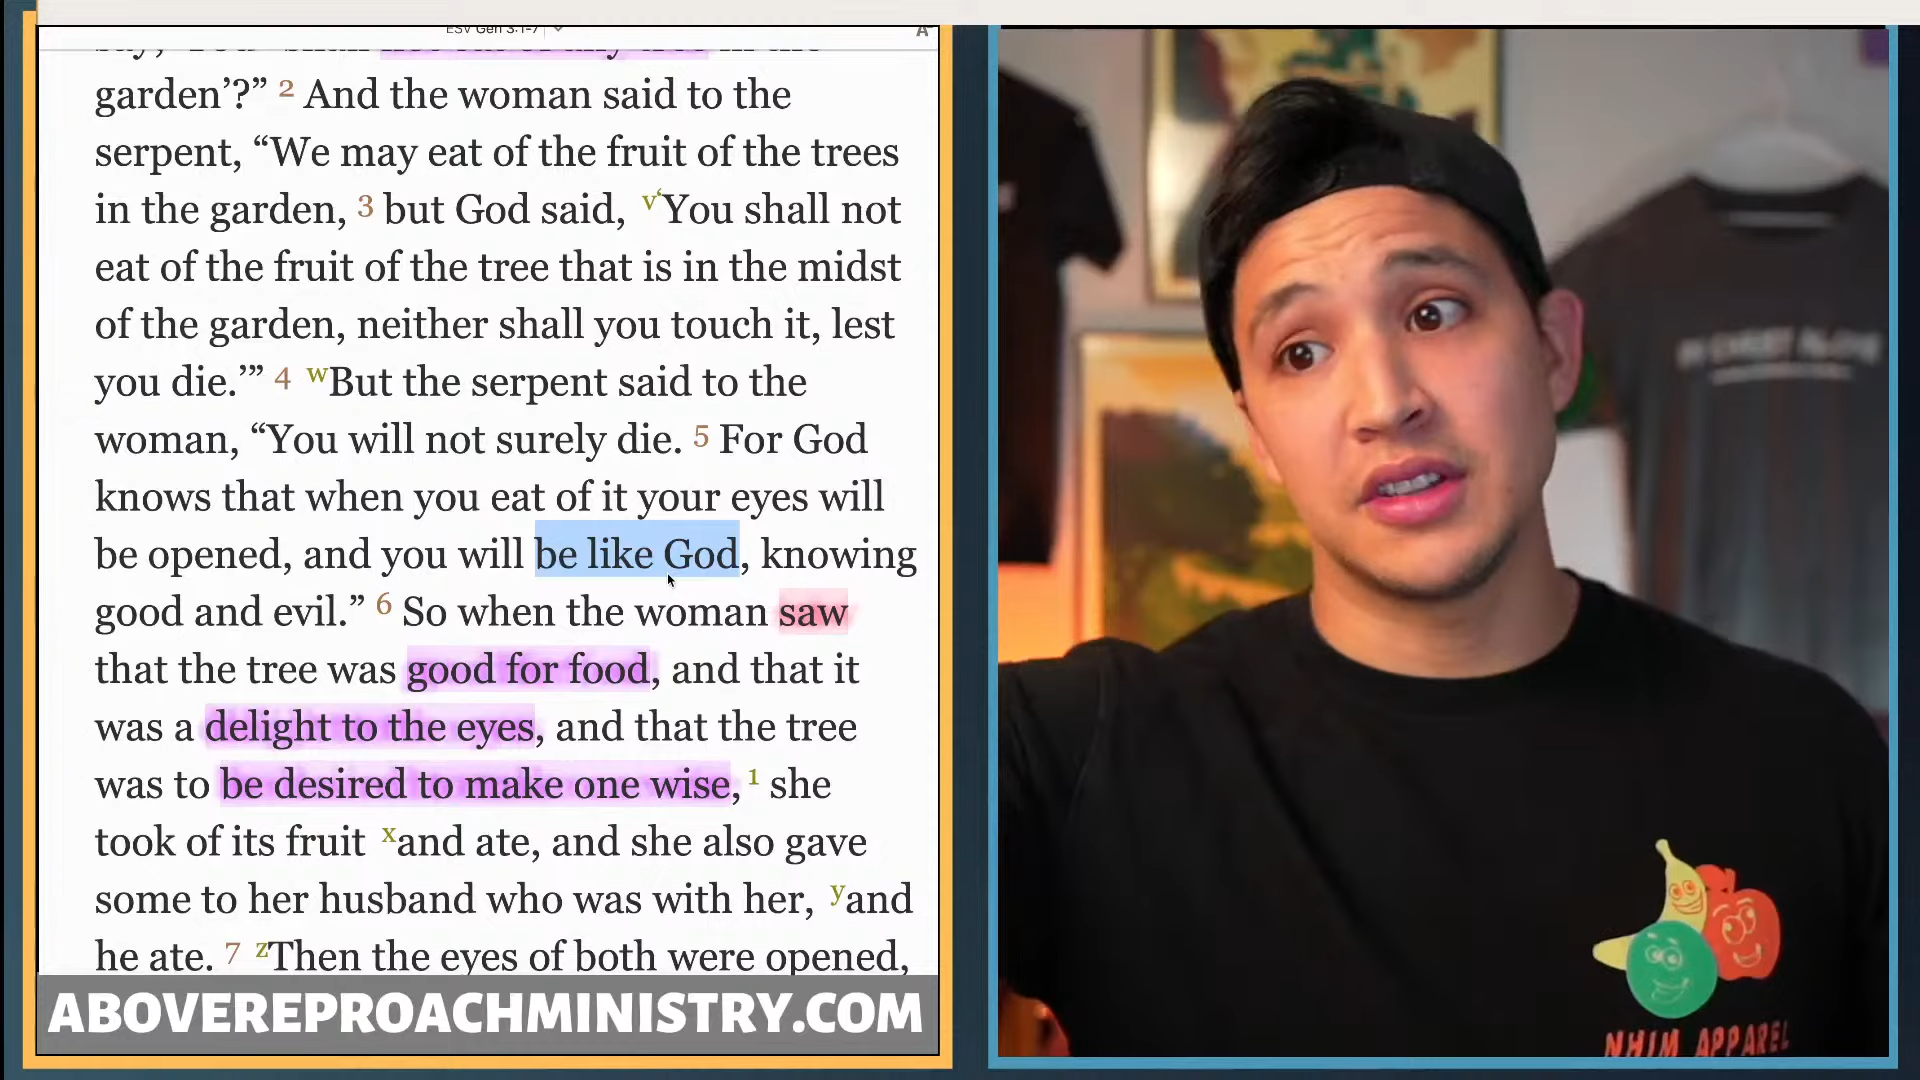 ESV Gen 3:1-7
A
garden’?” 2 And the woman said to the
serpent, “We may eat of the fruit of the trees
in the garden, 3 but God said, v‘You shall not
eat of the fruit of the tree that is in the midst
of the garden, neither shall you touch it, lest
you die.’” 4 wBut the serpent said to the
woman, “You will not surely die. 5 For God
knows that when you eat of it your eyes will
be opened, and you will be like God, knowing
good and evil.” 6 So when the woman saw
that the tree was good for food, and that it
was a delight to the eyes, and that the tree
was to be desired to make one wise,1 she
took of its fruit xand ate, and she also gave
some to her husband who was with her, yand
he ate. 7 zThen the eyes of both were opened,
ABOVEREPROACHMINISTRY.COM
NHIM APPAREL